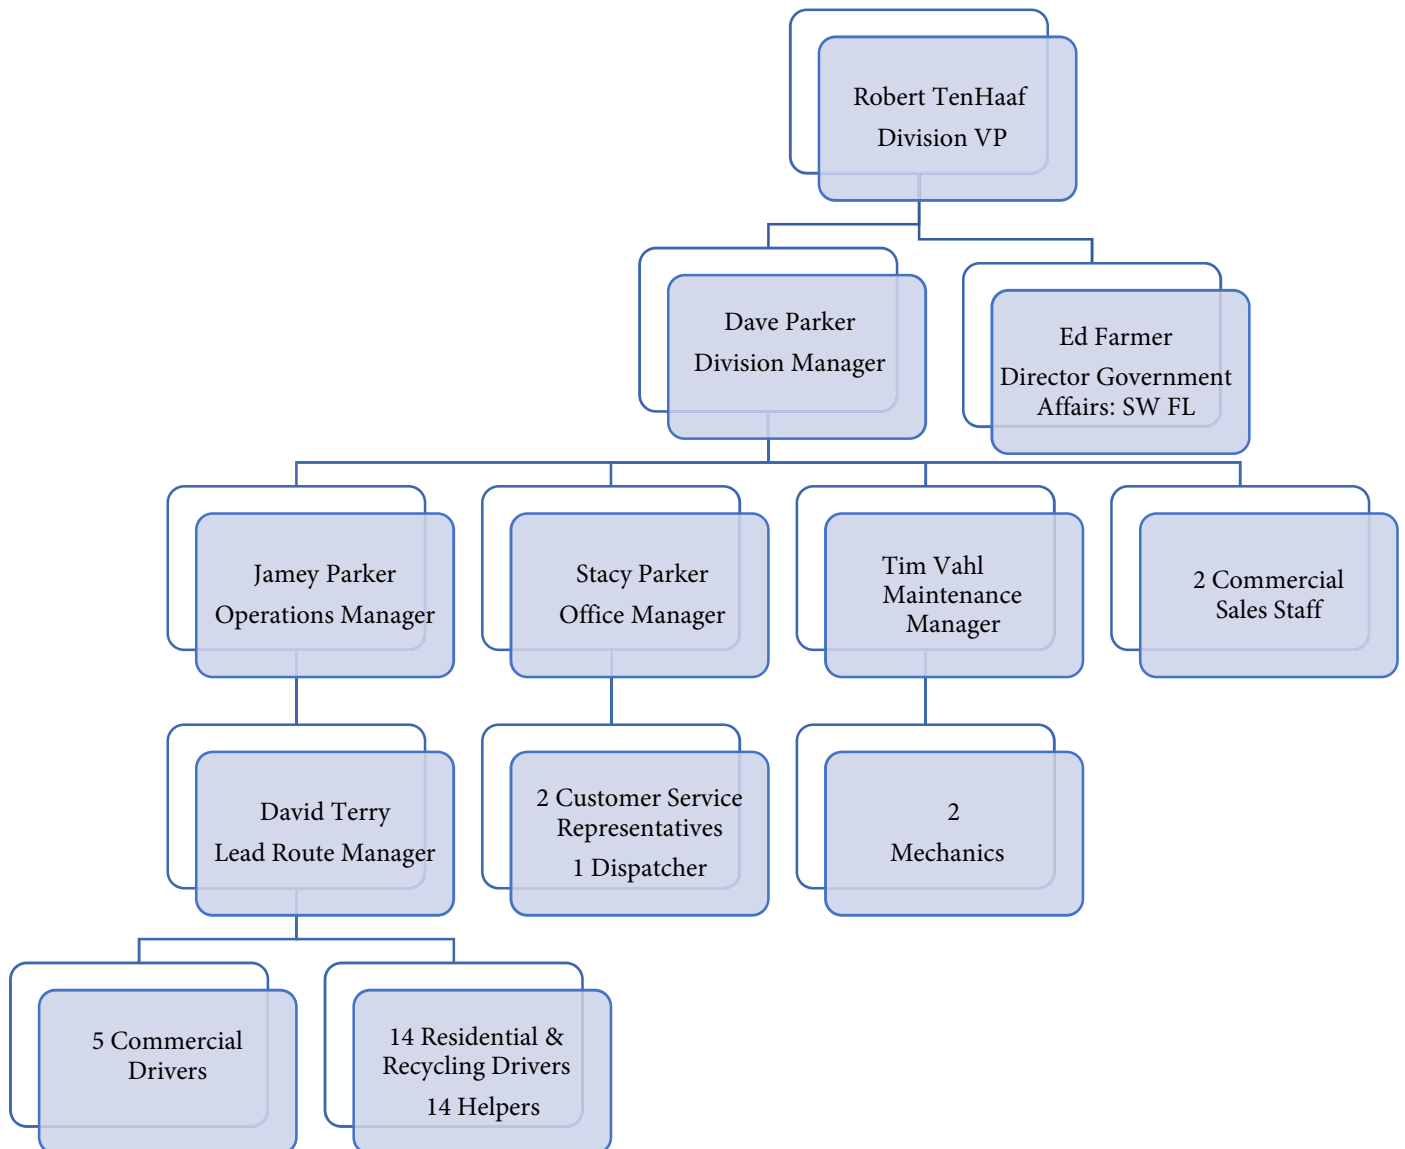 Robert TenHaaf
Division VP
Dave Parker
Division Manager
Ed Farmer
Director Government
Affairs: SW FL
Jamey Parker
Operations Manager
Stacy Parker
Office Manager
Tim Vahl
Maintenance
Manager
2 Commercial
Sales Staff
David Terry
Lead Route Manager
2 Customer Service
Representatives
1 Dispatcher
2
Mechanics
5 Commercial
Drivers
14 Residential &
Recycling Drivers
14 Helpers